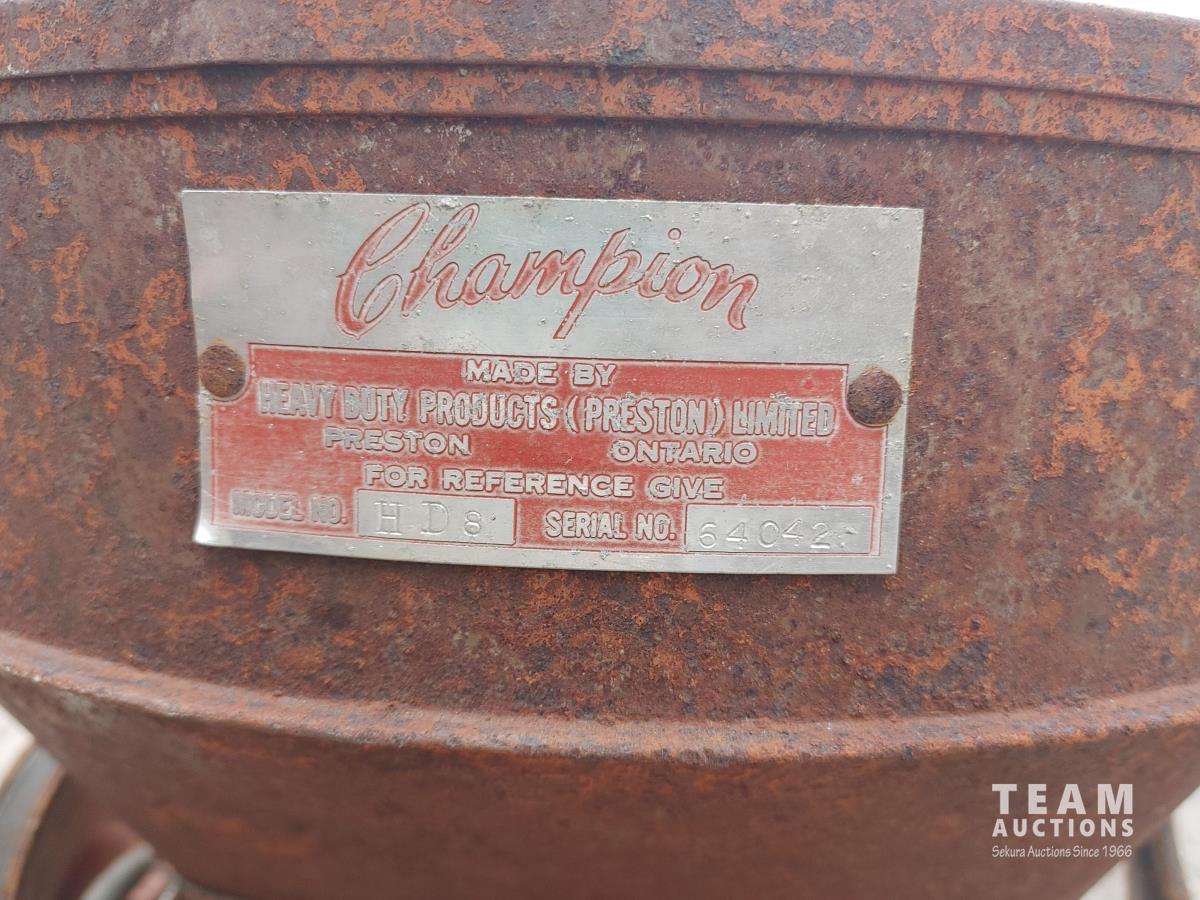 Champion
MADE BY
HEAVY DUTY PRODUCTS (PRESTON) LIMITED
PRESTON ONTARIO
FOR REFERENCE GIVE
MODEL NO. HD8 SERIAL NO. 64042
TEAM
AUCTIONS
Sekura Auctions Since 1966